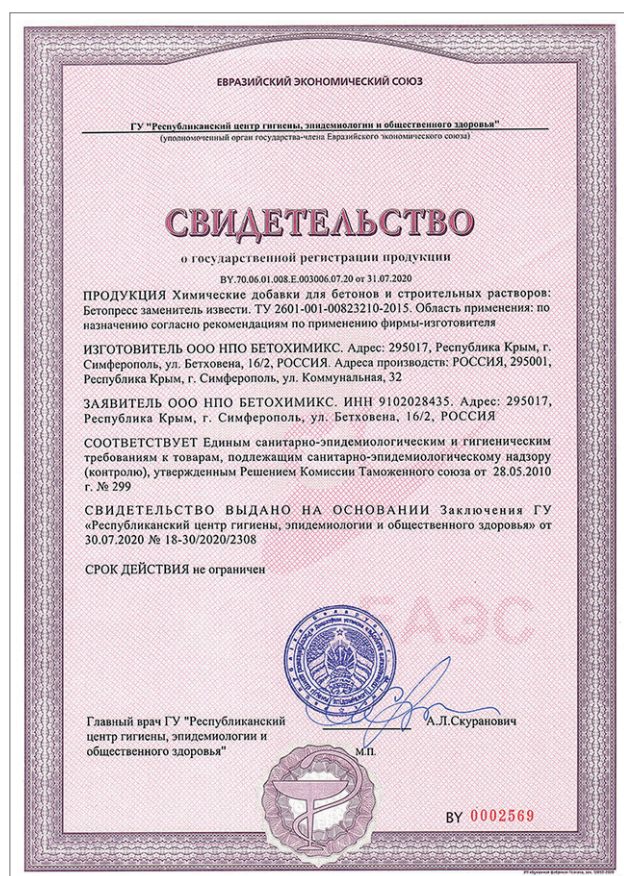 ЕВРАЗИЙСКИЙ ЭКОНОМИЧЕСКИЙ СОЮЗ
ГУ "Республиканский центр гигиены, эпидемиологии и общественного здоровья"
(уполномоченный орган государства-члена Евразийского экономического союза)
СВИДЕТЕЛЬСТВО
о государственной регистрации продукции
BY.70.06.01.008.E.003006.07.20 от 31.07.2020
ПРОДУКЦИЯ Химические добавки для бетонов и строительных растворов:
Бетопресс заменитель извести. ТУ 2601-001-00823210-2015. Область применения: по
назначению согласно рекомендациям по применению фирмы-изготовителя
ИЗГОТОВИТЕЛЬ ООО НПО БЕТОХИМИКС. Адрес: 295017, Республика Крым, г.
Симферополь, ул. Бетховена, 16/2, РОССИЯ. Адреса производств: РОССИЯ, 295001,
Республика Крым, г. Симферополь, ул. Коммунальная, 32
ЗАЯВИТЕЛЬ ООО НПО БЕТОХИМИКС. ИНН 9102028435. Адрес: 295017,
Республика Крым, г. Симферополь, ул. Бетховена, 16/2, РОССИЯ
СООТВЕТСТВУЕТ Единым санитарно-эпидемиологическим и гигиеническим
требованиям к товарам, подлежащим санитарно-эпидемиологическому надзору
(контролю), утвержденным Решением Комиссии Таможенного союза от 28.05.2010
г. № 299
СВИДЕТЕЛЬСТВО ВЫДАНО НА ОСНОВАНИИ Заключения ГУ
«Республиканский центр гигиены, эпидемиологии и общественного здоровья» от
30.07.2020 № 18-30/2020/2308
СРОК ДЕЙСТВИЯ не ограничен
ЕАЭС
Главный врач ГУ "Республиканский
центр гигиены, эпидемиологии и
общественного здоровья"
А.Л.Скуранович
М.П.
BY 0002569